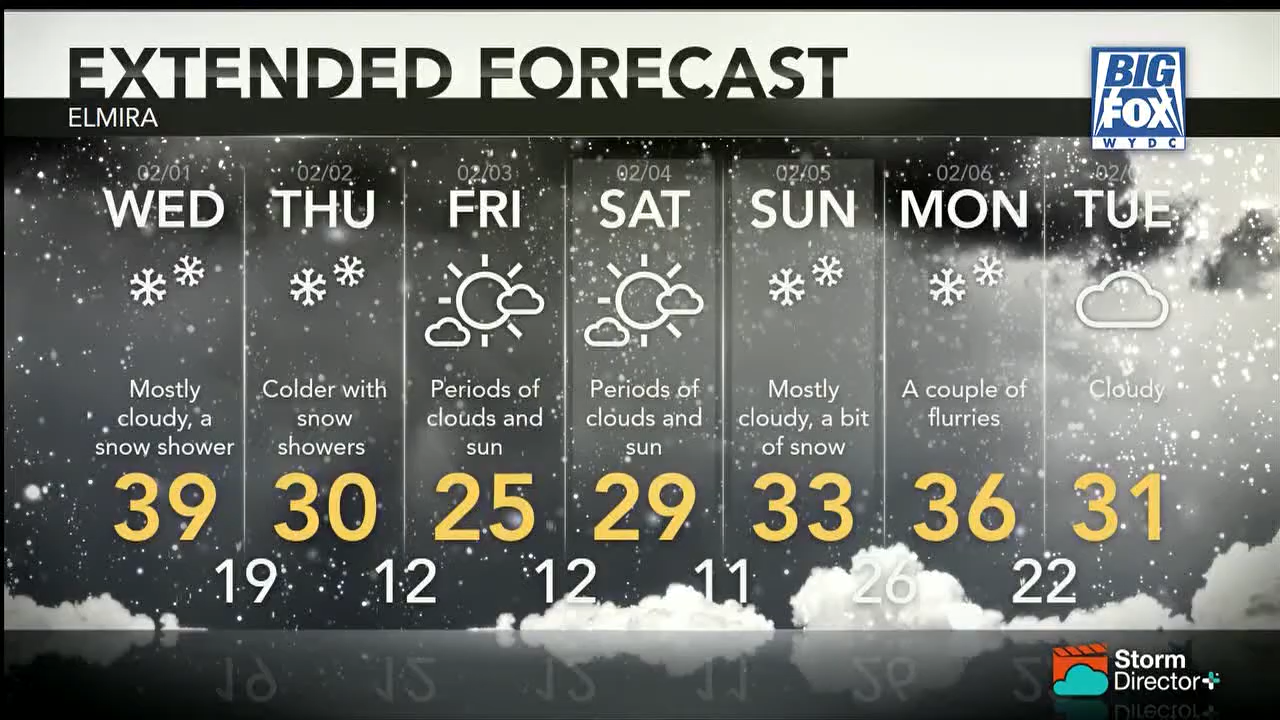 EXTENDED FORECAST
ELMIRA
BIG
FOX
WYDC
02/01 02/02 02/03 02/04 02/05 02/06
WED THU FRI SAT SUN MON TUE
Mostly cloudy, a snow shower
Colder with snow showers
Periods of clouds and sun
Periods of clouds and sun
Mostly cloudy, a bit of snow
A couple of flurries
Cloudy
39 30 25 29 33 36 31
19 12 12 11 26 22
Storm
Director+